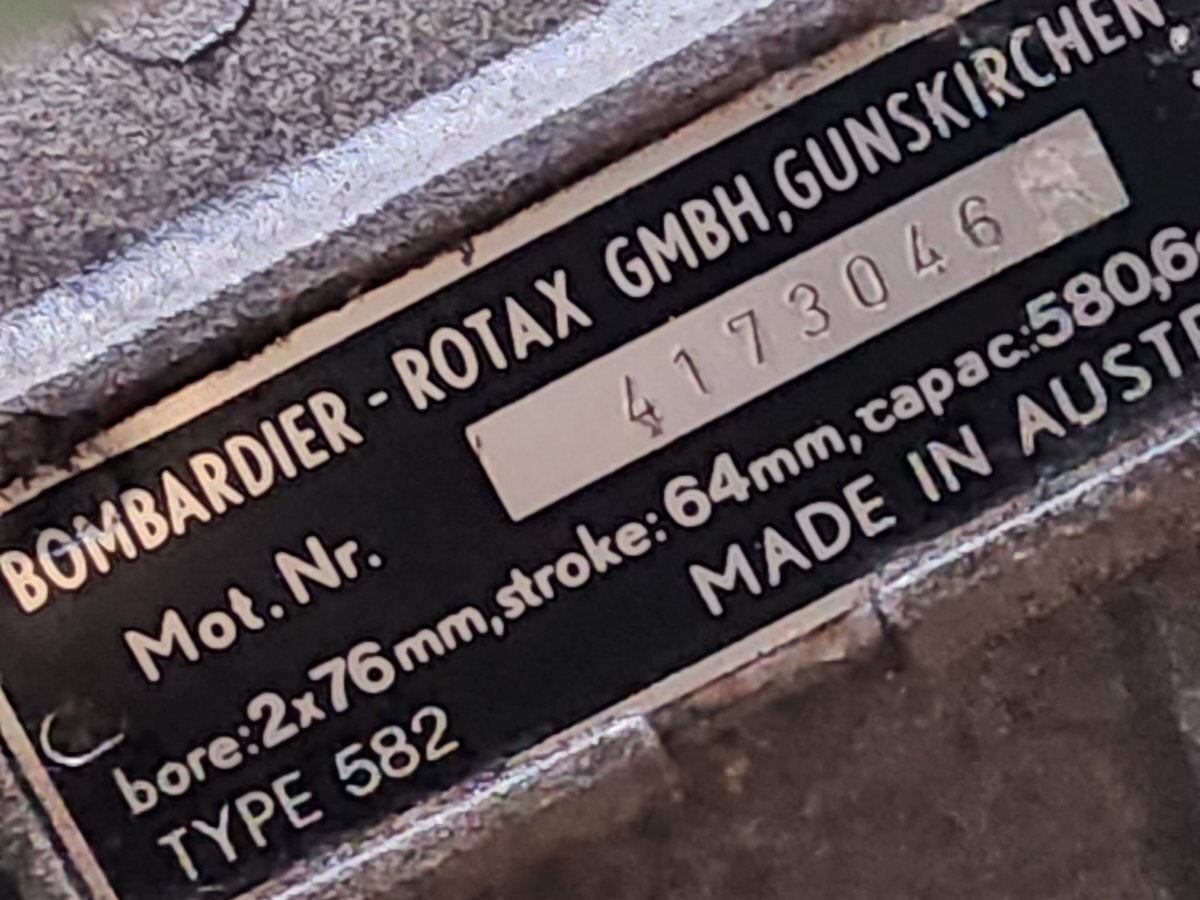 BOMBARDIER - ROTAX GMBH, GUNSKIRCHEN,
Mot. Nr. 4173046
bore: 2x76mm, stroke: 64mm, capac.: 580,6
MADE IN AUST
TYPE 582